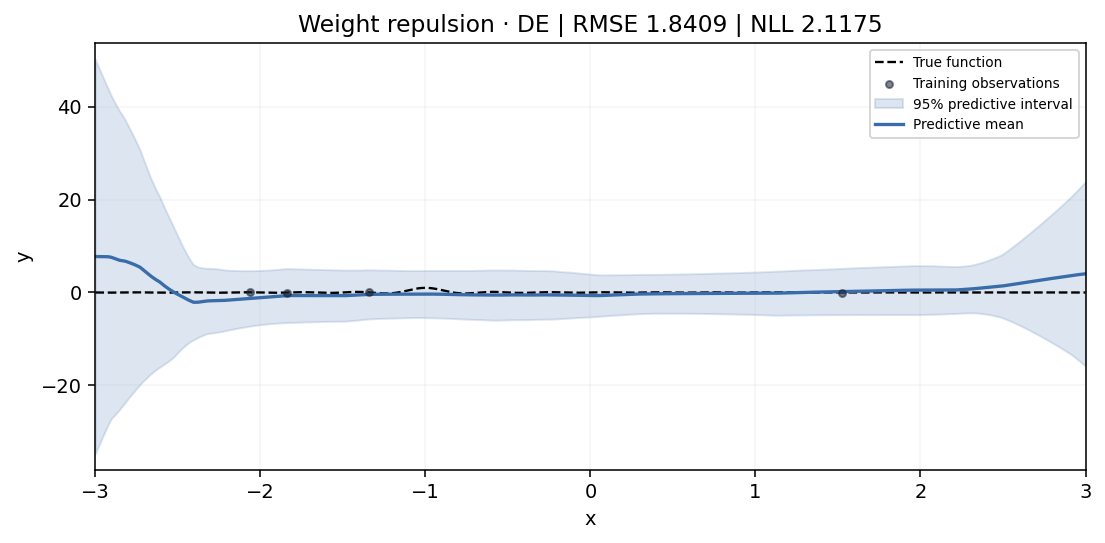 Weight repulsion · DE | RMSE 1.8409 | NLL 2.1175
True function
Training observations
95% predictive interval
Predictive mean
y
40
20
0
−20
−3
−2
−1
0
1
2
3
x